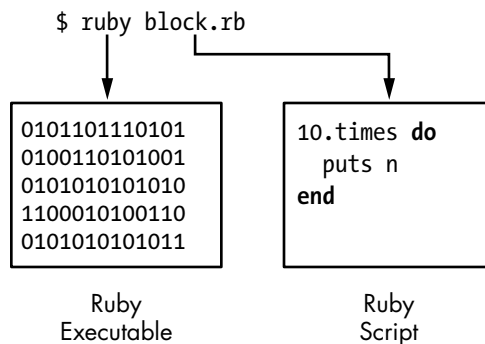 $ ruby block.rb
0101101110101
0100110101001
0101010101010
1100010100110
0101010101011
10.times do
  puts n
end
Ruby
Executable
Ruby
Script